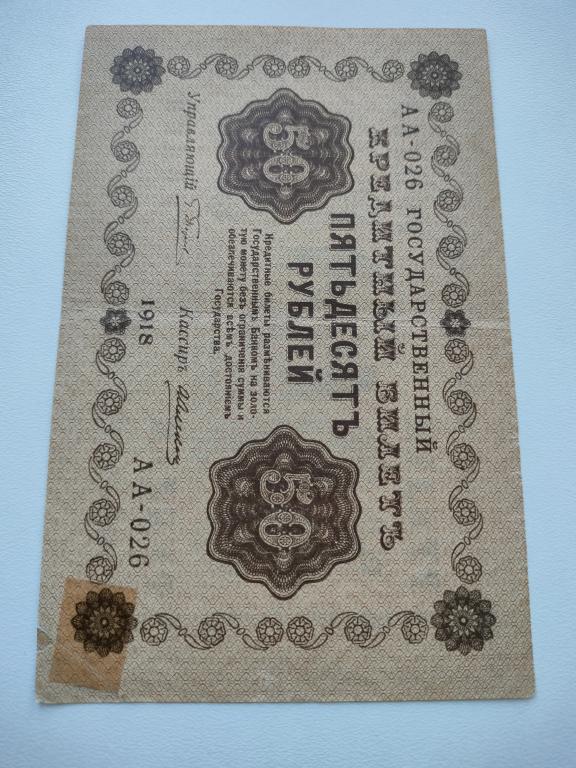 АА-026 ГОСУДАРСТВЕННЫЙ
КРЕДИТНЫЙ БИЛЕТЪ
50
ПЯТЬДЕСЯТЪ
РУБЛЕЙ
50
Кредитные билеты размѣниваются
Государственнымъ Банкомъ на золо-
тую монету безъ ограниченія суммы и
обезпечиваются всѣмъ достояніемъ
Государства.
Управляющій
1918
Кассиръ
АА-026